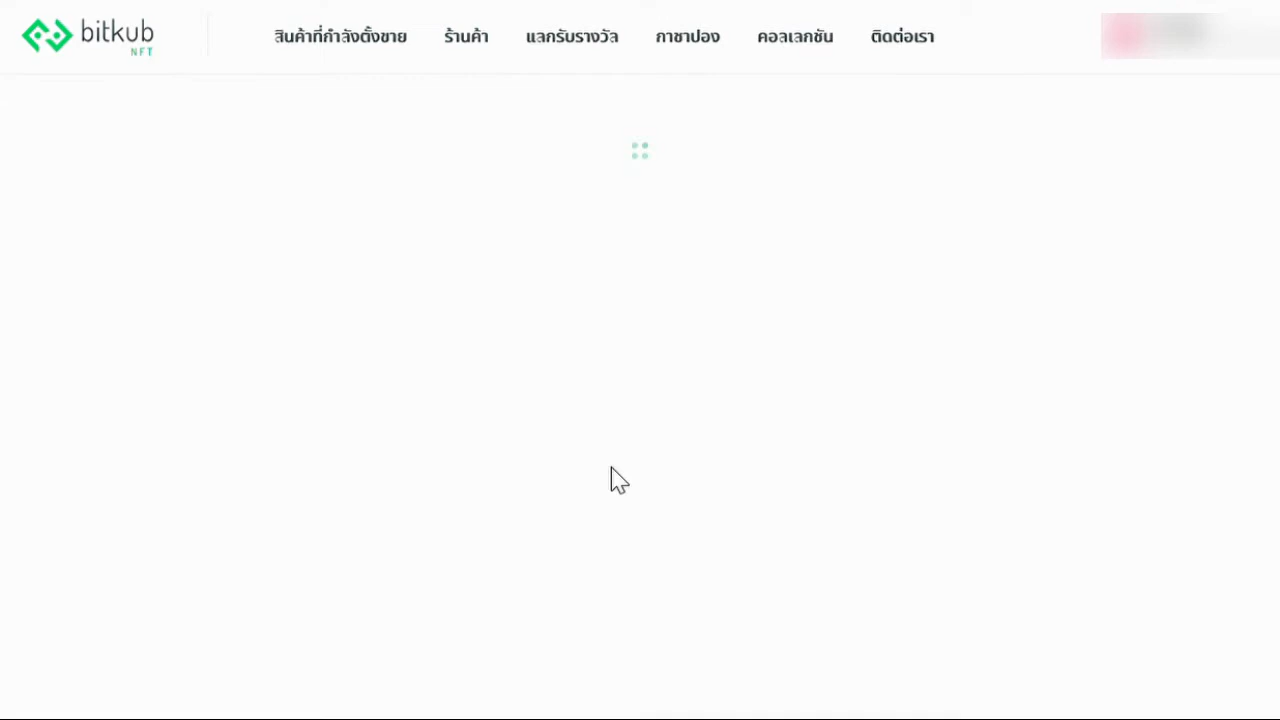 bitkub
NFT
สินค้าที่กำลังตั้งขาย ร้านค้า แลกรับรางวัล กาชาปอง คอลเลกชัน ติดต่อเรา